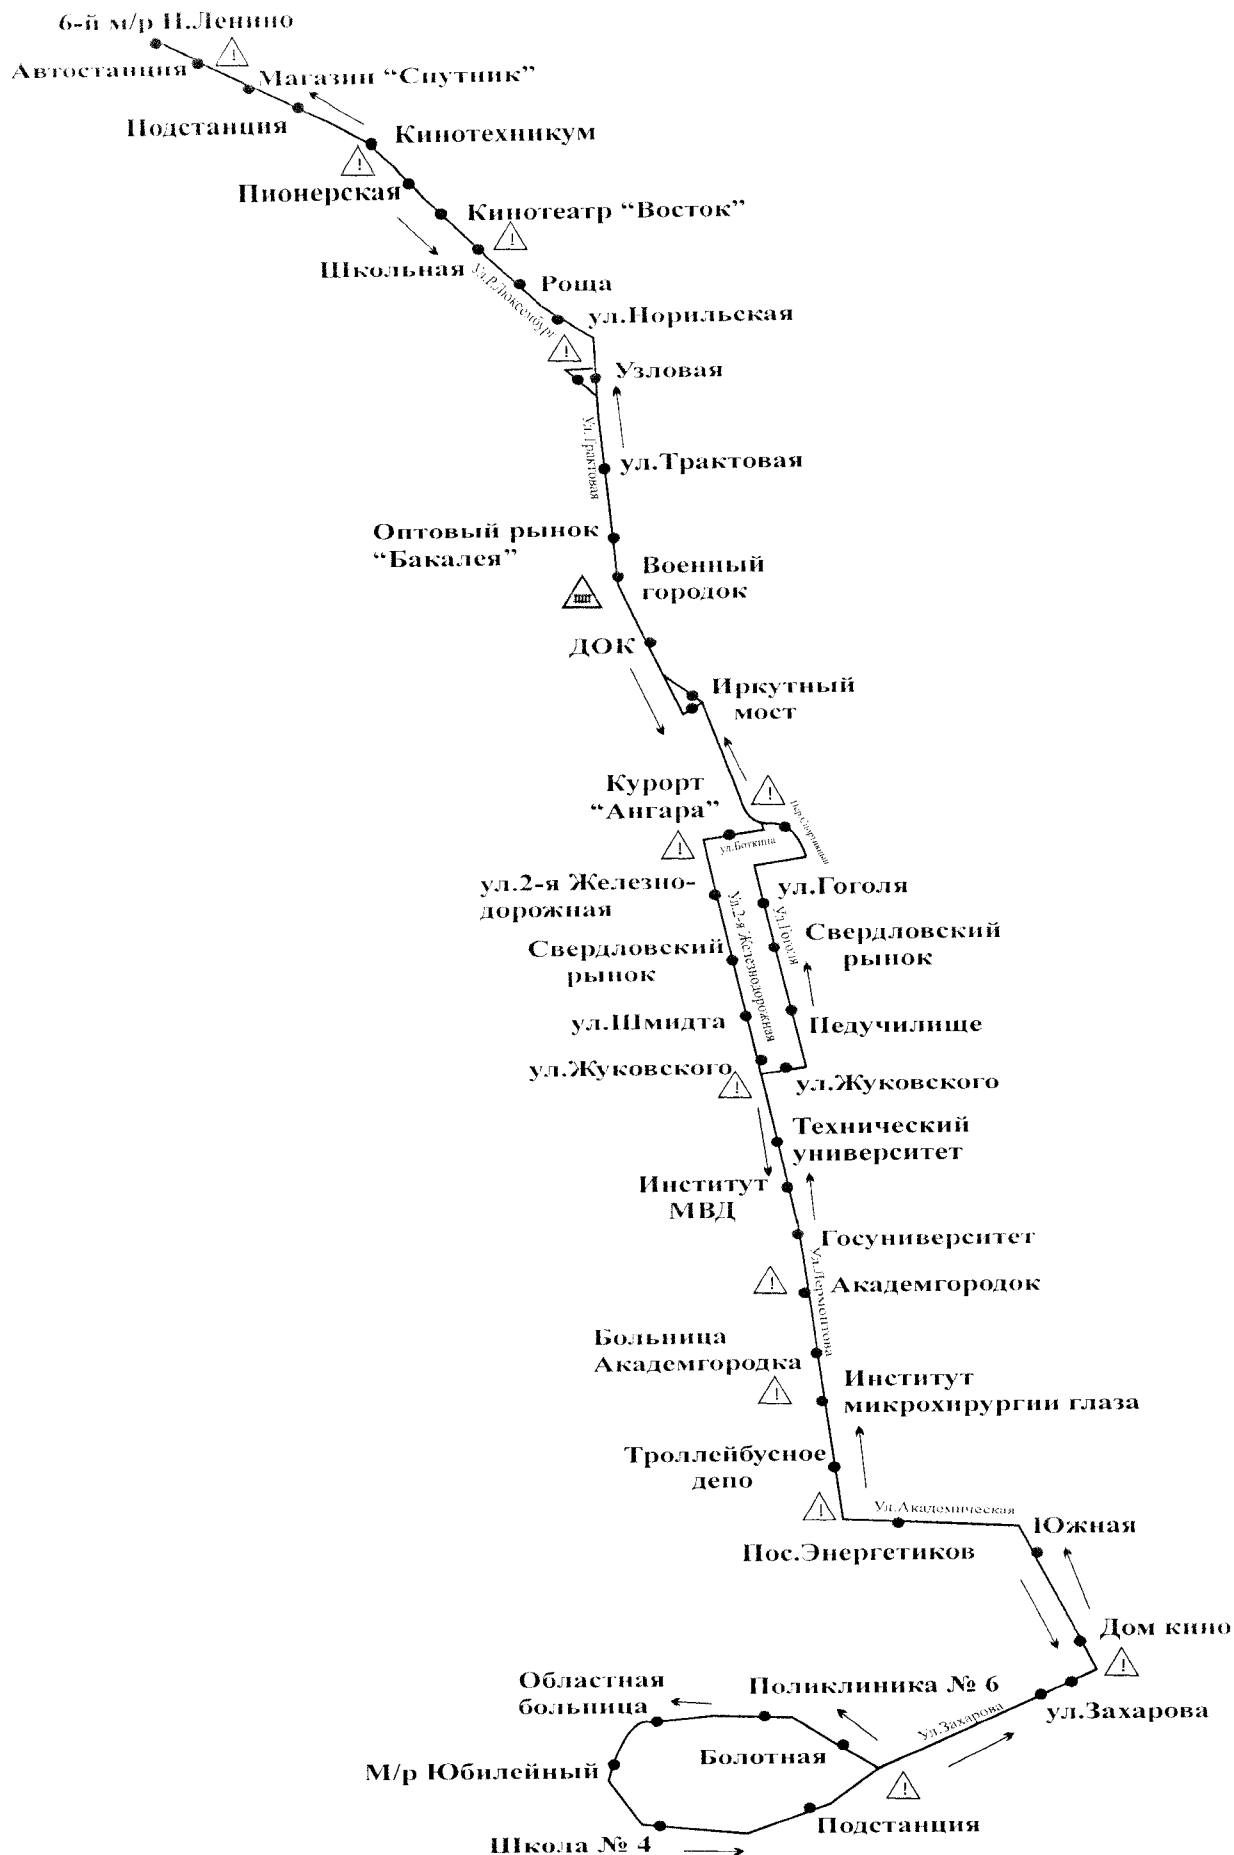 6-й м/р Н.Ленино
Автостанция
Магазин “Спутник”
Подстанция
Кинотехникум
Пионерская
Кинотеатр “Восток”
Школьная
Ул.Р.Люксембург
Роща
ул.Норильская
Узловая
Ул.Трактовая
ул.Трактовая
Оптовый рынок
“Бакалея”
Военный
городок
ДОК
Иркутный
мост
Курорт
“Ангара”
пер.Спортивный
ул.Боткина
ул.2-я Железно-
дорожная
ул.Гоголя
Ул.2-я Железнодорожная
Ул.Гоголя
Свердловский
рынок
Свердловский
рынок
ул.Шмидта
Педучилище
ул.Жуковского
ул.Жуковского
Технический
университет
Институт
МВД
Госуниверситет
Ул.Лермонтова
Академгородок
Больница
Академгородка
Институт
микрохирургии глаза
Троллейбусное
депо
Ул.Академическая
Южная
Пос.Энергетиков
Дом кино
Областная
больница
Поликлиника № 6
Ул.Захарова
ул.Захарова
Болотная
М/р Юбилейный
Подстанция
Школа № 4